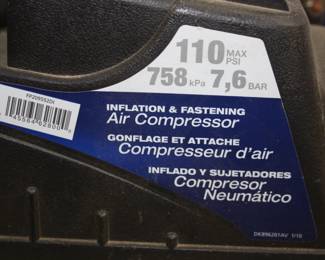 110 MAX PSI
758 kPa 7,6 BAR
INFLATION & FASTENING
Air Compressor
GONFLAGE ET ATTACHE
Compresseur d'air
INFLADO Y SUJETADORES
Compresor
Neumático